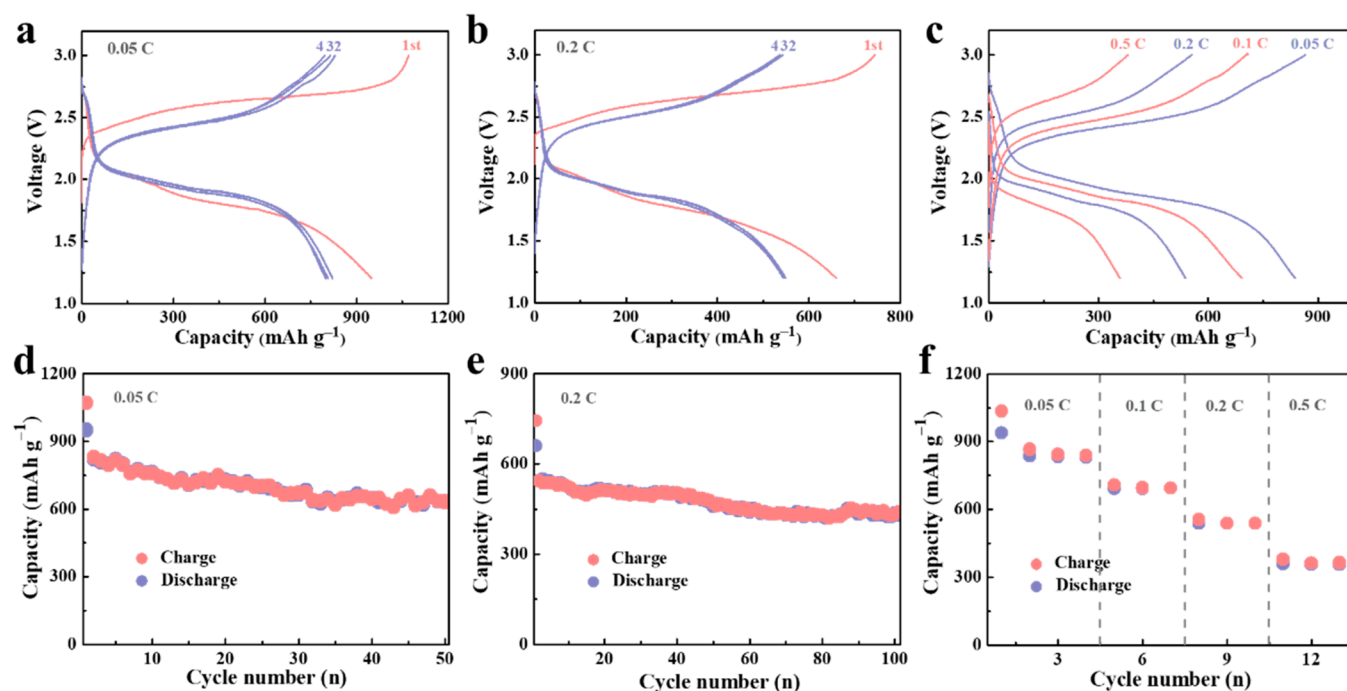 a
0.05 C
4 3 2
1st
3.0
2.5
2.0
1.5
1.0
Voltage (V)
0
300
600
900
1200
Capacity (mAh g⁻¹)
b
0.2 C
4 3 2
1st
3.0
2.5
2.0
1.5
1.0
Voltage (V)
0
200
400
600
800
Capacity (mAh g⁻¹)
c
0.5 C
0.2 C
0.1 C
0.05 C
3.0
2.5
2.0
1.5
1.0
Voltage (V)
0
300
600
900
Capacity (mAh g⁻¹)
d
0.05 C
1200
900
600
300
0
Capacity (mAh g⁻¹)
Charge
Discharge
10
20
30
40
50
Cycle number (n)
e
0.2 C
900
600
300
0
Capacity (mAh g⁻¹)
Charge
Discharge
20
40
60
80
100
Cycle number (n)
f
0.05 C
0.1 C
0.2 C
0.5 C
1200
900
600
300
0
Capacity (mAh g⁻¹)
Charge
Discharge
3
6
9
12
Cycle number (n)